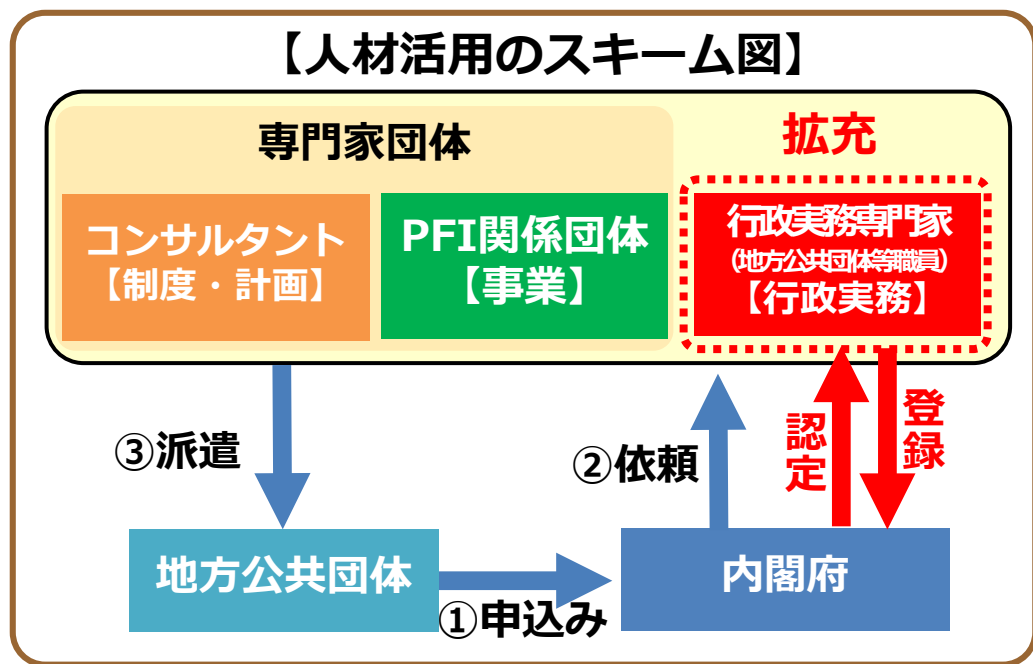 【人材活用のスキーム図】
専門家団体
拡充
コンサルタント
【制度・計画】
PFI関係団体
【事業】
行政実務専門家
（地方公共団体等職員）
【行政実務】
③派遣
②依頼
認定
登録
地方公共団体
①申込み
内閣府